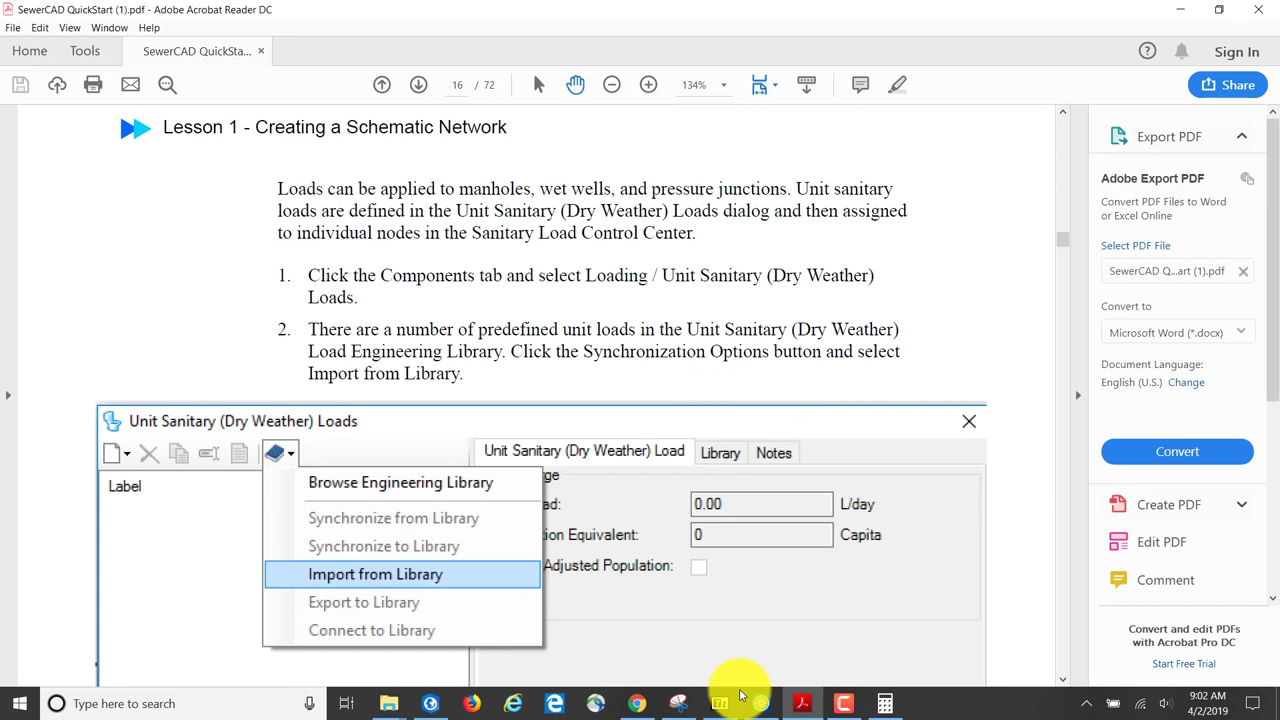 SewerCAD QuickStart (1).pdf - Adobe Acrobat Reader DC
File Edit View Window Help
Home Tools SewerCAD QuickSta... × Sign In
16 / 72 134% Share
Lesson 1 - Creating a Schematic Network
Loads can be applied to manholes, wet wells, and pressure junctions. Unit sanitary
loads are defined in the Unit Sanitary (Dry Weather) Loads dialog and then assigned
to individual nodes in the Sanitary Load Control Center.
1. Click the Components tab and select Loading / Unit Sanitary (Dry Weather)
Loads.
2. There are a number of predefined unit loads in the Unit Sanitary (Dry Weather)
Load Engineering Library. Click the Synchronization Options button and select
Import from Library.
Unit Sanitary (Dry Weather) Loads
Unit Sanitary (Dry Weather) Load Library Notes
Label
Browse Engineering Library
Synchronize from Library
Synchronize to Library
Import from Library
Export to Library
Connect to Library
ge
ad: 0.00 L/day
ion Equivalent: 0 Capita
Adjusted Population:
Export PDF
Adobe Export PDF
Convert PDF Files to Word
or Excel Online
Select PDF File
SewerCAD Q...art (1).pdf
Convert to
Microsoft Word (*.docx)
Document Language:
English (U.S.) Change
Convert
Create PDF
Edit PDF
Comment
Convert and edit PDFs
with Acrobat Pro DC
Start Free Trial
Type here to search
9:02 AM
4/2/2019